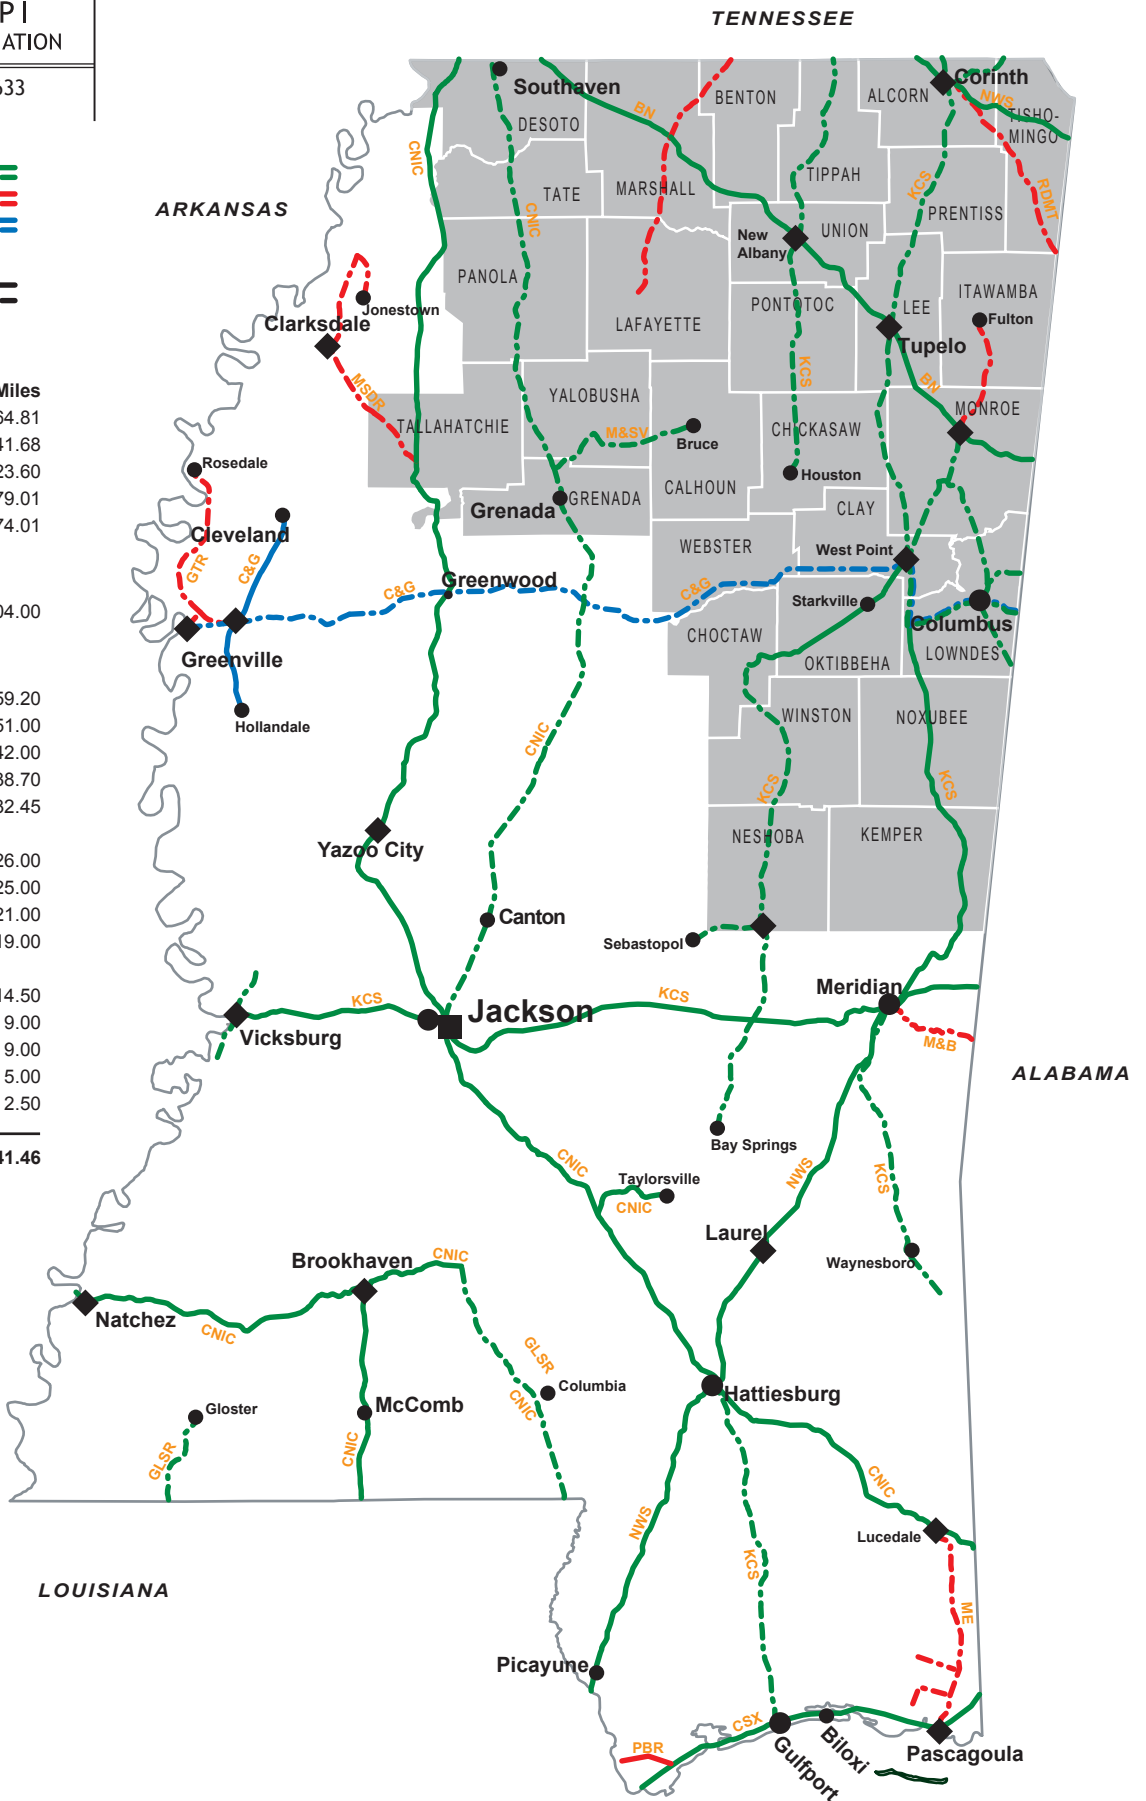 PI
ATION
633
TENNESSEE
ARKANSAS
ALABAMA
LOUISIANA
Miles
64.81
41.68
23.60
79.01
74.01
04.00
59.20
51.00
42.00
38.70
32.45
26.00
25.00
21.00
19.00
14.50
9.00
9.00
5.00
2.50
41.46
Southaven
DESOTO
BN
BENTON
ALCORN
Corinth
NWS
TISHO-
MINGO
CNIC
TATE
MARSHALL
TIPPAH
KCS
PRENTISS
RDMT
CNIC
New
Albany
UNION
PANOLA
PONTOTOC
LEE
ITAWAMBA
Fulton
Jonestown
Clarksdale
LAFAYETTE
Tupelo
KCS
BN
MSDR
YALOBUSHA
MONROE
TALLAHATCHIE
M&SV
Bruce
CHICKASAW
Rosedale
Houston
CALHOUN
GRENADA
Grenada
CLAY
Cleveland
WEBSTER
West Point
GTR
C&G
C&G
Greenwood
C&G
Starkville
Columbus
CHOCTAW
OKTIBBEHA
LOWNDES
Greenville
Hollandale
WINSTON
NOXUBEE
CNIC
KCS
KCS
NESHOBA
KEMPER
Yazoo City
Canton
Sebastopol
Meridian
KCS
KCS
Jackson
Vicksburg
M&B
Bay Springs
CNIC
Taylorsville
CNIC
NWS
KCS
Laurel
Waynesboro
Brookhaven
CNIC
Natchez
CNIC
GLSR
Columbia
CNIC
Hattiesburg
Gloster
McComb
GLSR
CNIC
CNIC
NWS
Lucedale
KCS
ME
Picayune
CSX
PBR
Gulfport
Biloxi
Pascagoula